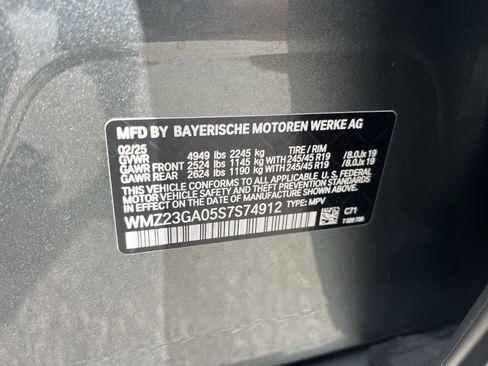 MFD BY BAYERISCHE MOTOREN WERKE AG
02/25 TIRE / RIM
GVWR 4949 lbs 2245 kg
GAWR FRONT 2524 lbs 1145 kg WITH 245/45 R19 /8.0Jx 19
GAWR REAR 2624 lbs 1190 kg WITH 245/45 R19 /8.0Jx 19
THIS VEHICLE CONFORMS TO ALL APPLICABLE U.S. FEDERAL
MOTOR VEHICLE SAFETY, BUMPER, AND THEFT PREVENTION
STANDARDS IN EFFECT ON THE DATE OF MANUFACTURE
SHOWN ABOVE.
WMZ23GA05S7S74912 TYPE: MPV
C71